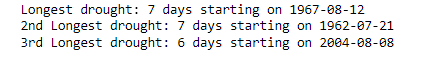 Longest drought: 7 days starting on 1967-08-12
2nd Longest drought: 7 days starting on 1962-07-21
3rd Longest drought: 6 days starting on 2004-08-08